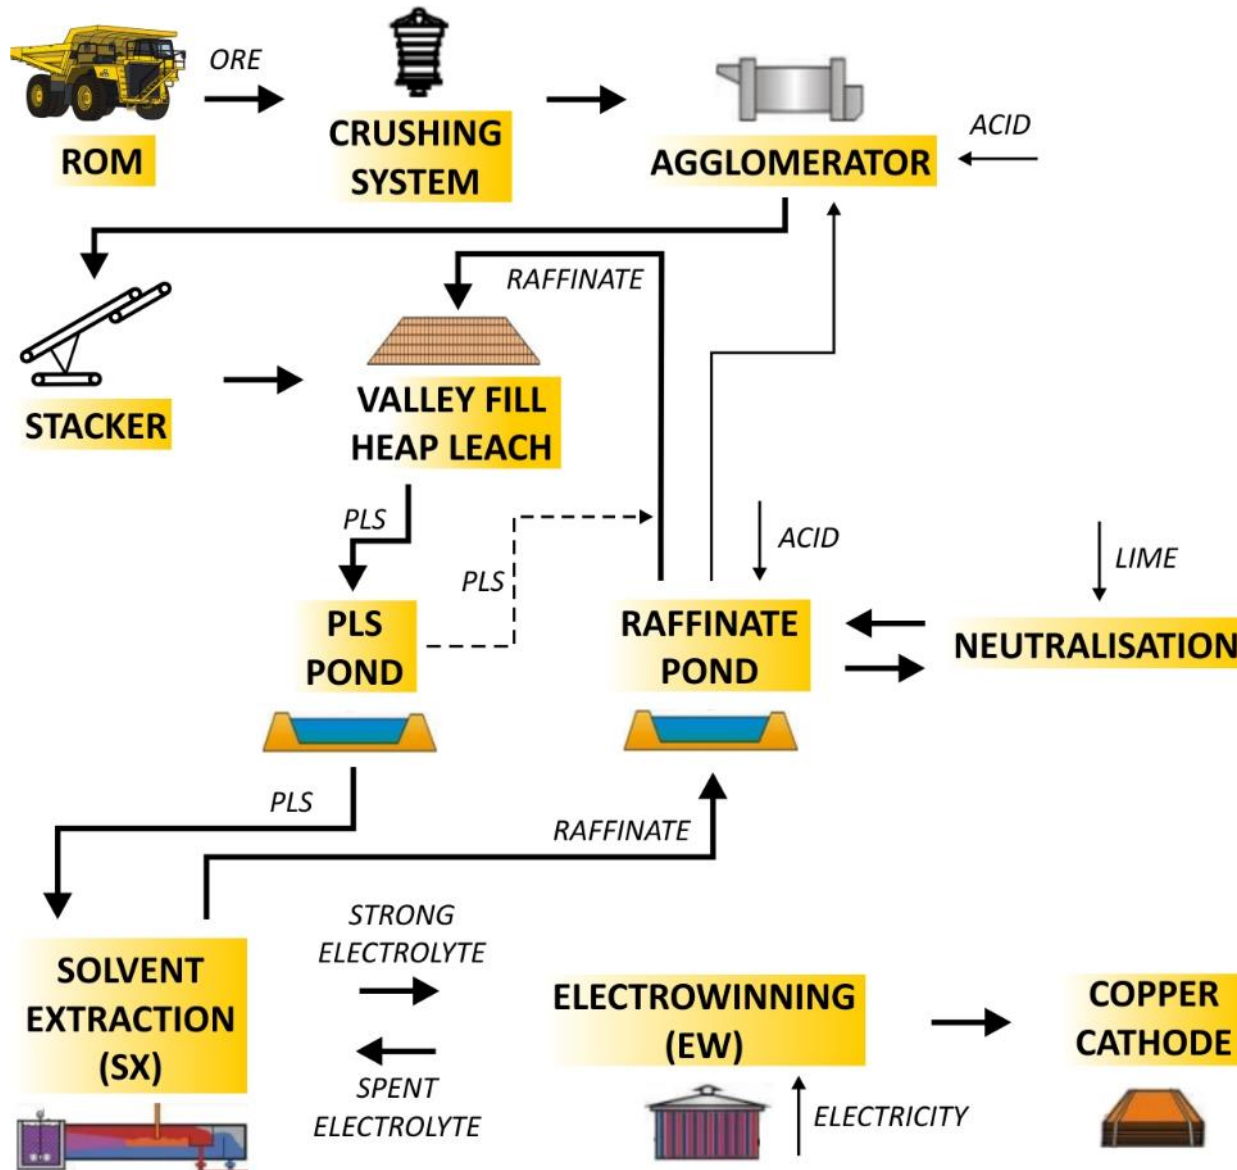 ORE
ROM
CRUSHING
SYSTEM
AGGLOMERATOR
ACID
RAFFINATE
STACKER
VALLEY FILL
HEAP LEACH
PLS
PLS
ACID
LIME
PLS
POND
RAFFINATE
POND
NEUTRALISATION
PLS
RAFFINATE
STRONG
ELECTROLYTE
SOLVENT
EXTRACTION
(SX)
SPENT
ELECTROLYTE
ELECTROWINNING
(EW)
ELECTRICITY
COPPER
CATHODE